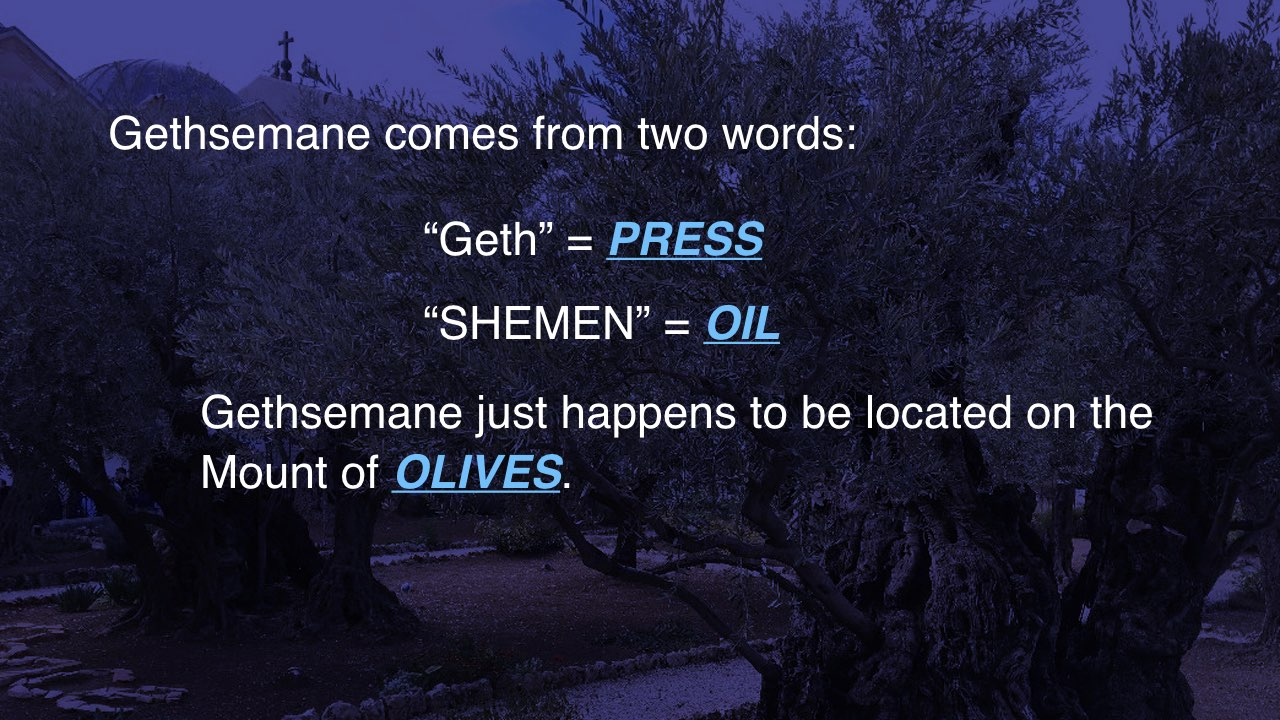 Gethsemane comes from two words:
“Geth” = PRESS
“SHEMEN” = OIL
Gethsemane just happens to be located on the
Mount of OLIVES.